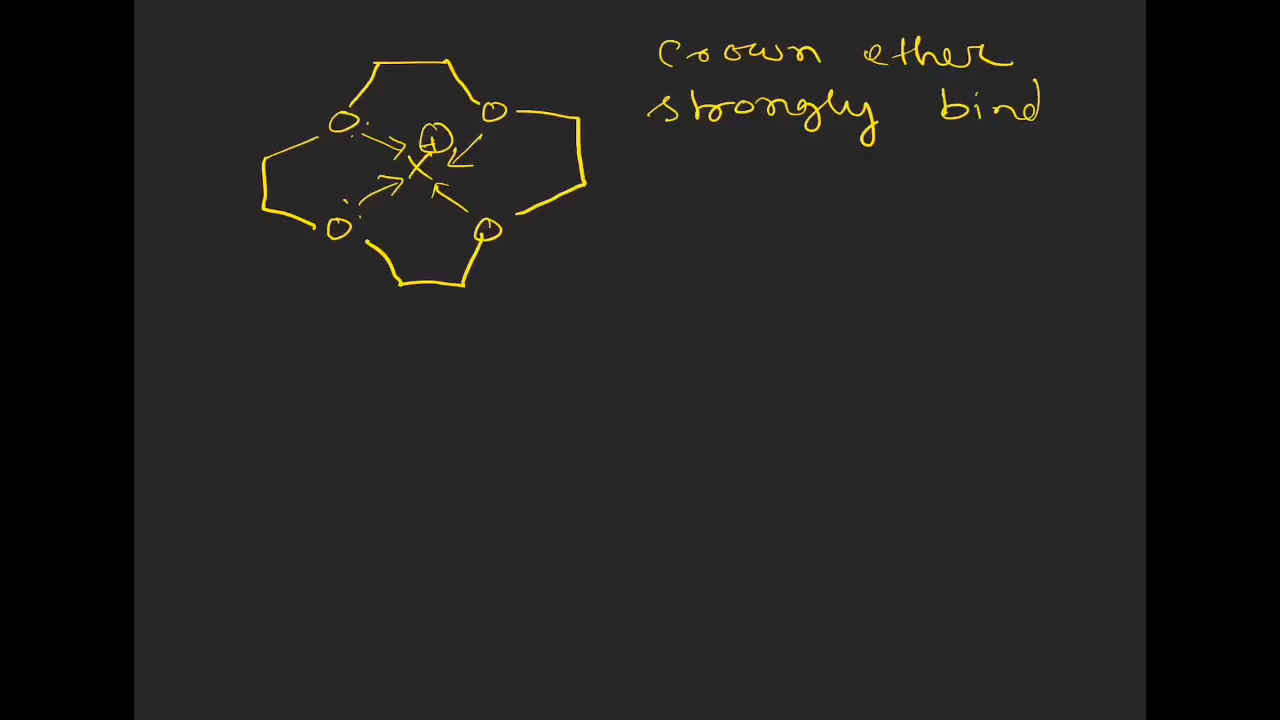 Crown ether
strongly bind
O
O
X⊕
O
O